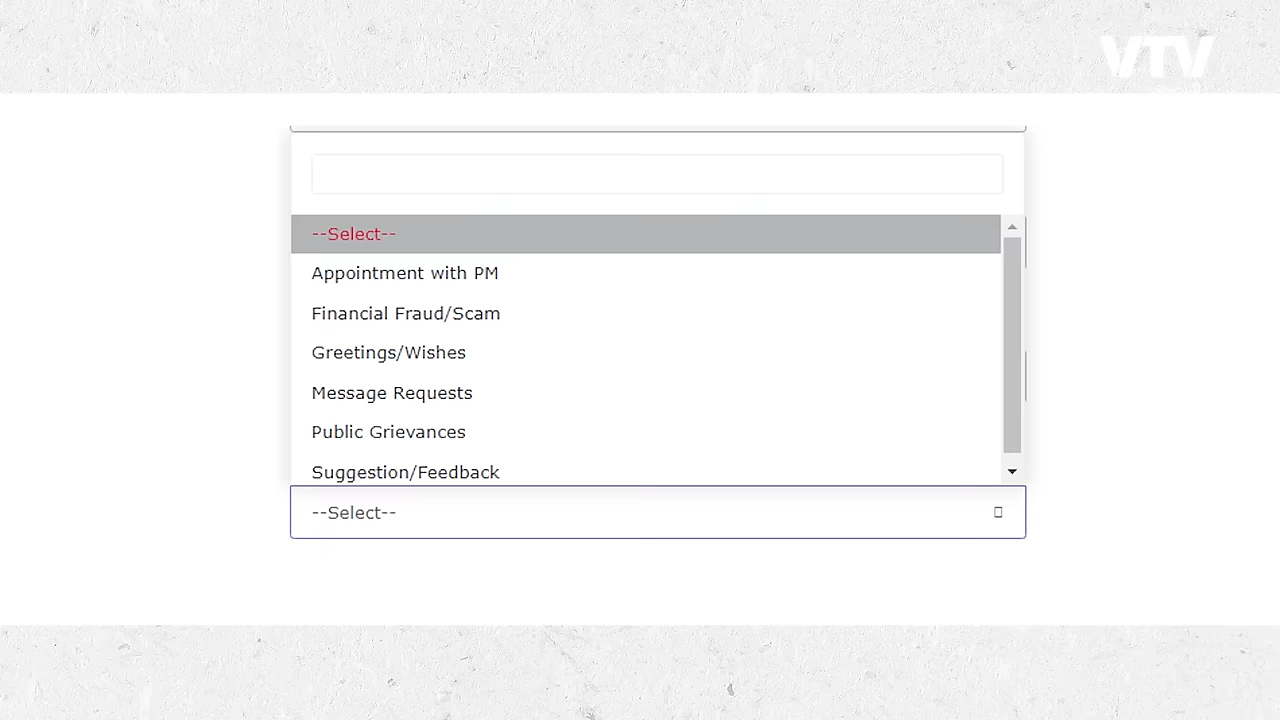 VTV
--Select--
Appointment with PM
Financial Fraud/Scam
Greetings/Wishes
Message Requests
Public Grievances
Suggestion/Feedback
--Select--